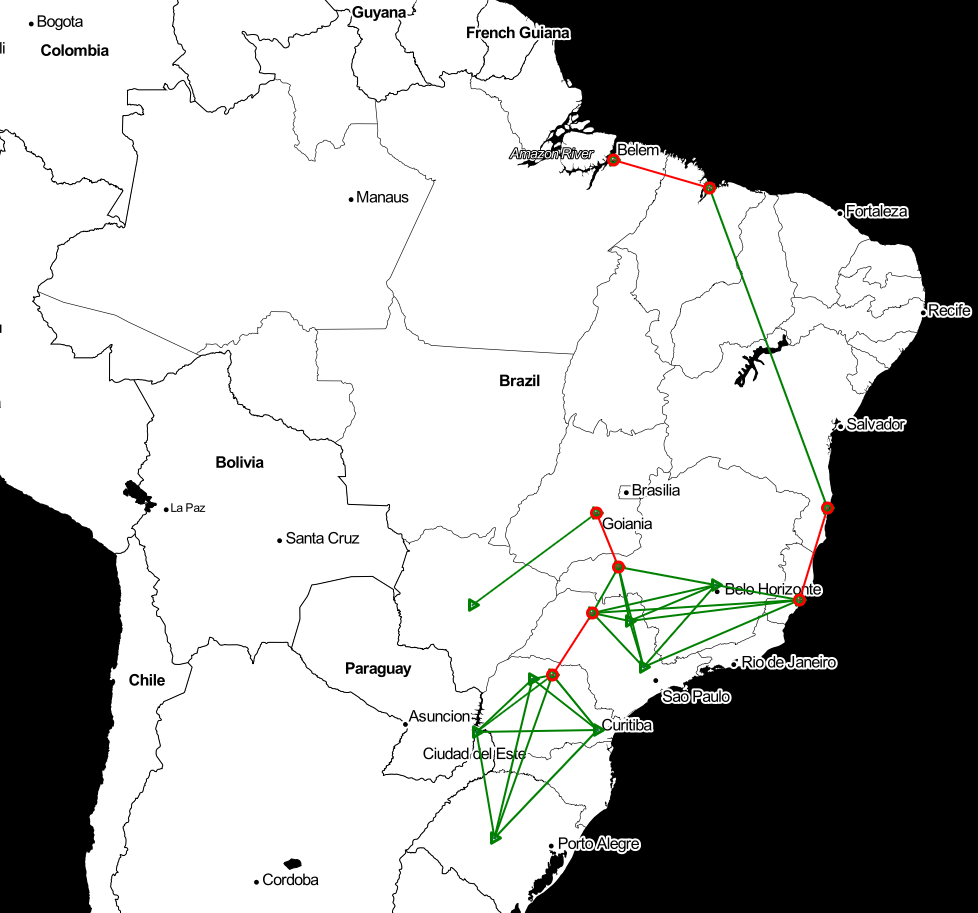 Guyana
Bogota
French Guiana
li
Colombia
Belem
Amazon River
Manaus
Fortaleza
Recife
Brazil
Salvador
Bolivia
Brasilia
La Paz
Goiania
Santa Cruz
Belo Horizonte
Rio de Janeiro
Paraguay
Chile
Sao Paulo
Asuncion
Curitiba
Ciudad del Este
Porto Alegre
Cordoba